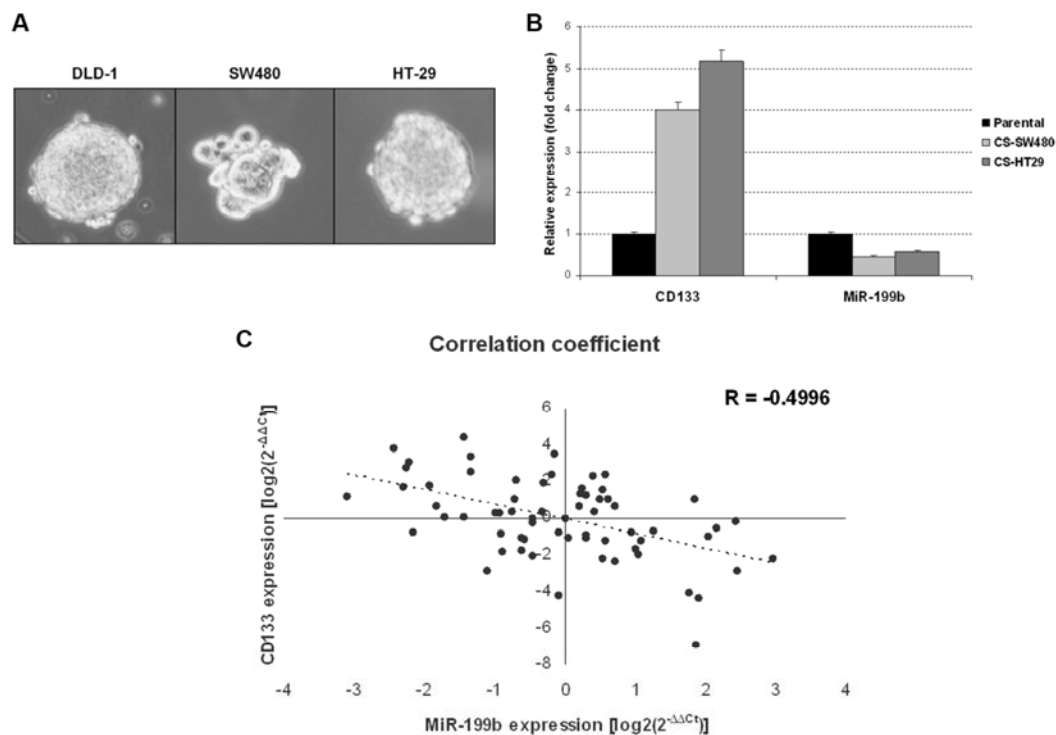 A
DLD-1
SW480
HT-29
B
Relative expression (fold change)
6
5
4
3
2
1
0
CD133
MiR-199b
Parental
CS-SW480
CS-HT29
C
Correlation coefficient
R = -0.4996
CD133 expression [log2(2^-ΔΔCt)]
6
4
2
0
-2
-4
-6
-8
-4
-3
-2
-1
0
1
2
3
4
MiR-199b expression [log2(2^-ΔΔCt)]